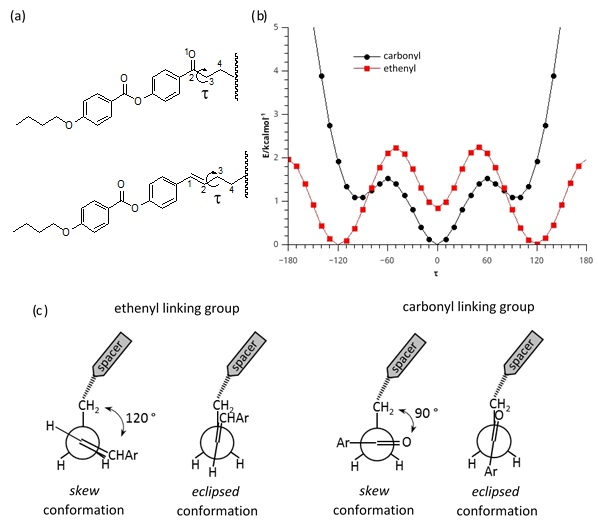 (a)
1
O
O
2
3
4
τ
O
O
O
O
1
2
3
4
τ
O
O
(b)
5
4
3
2
1
0
E/kcalmol⁻¹
carbonyl
ethenyl
−180
−120
−60
0
60
120
180
τ
(c)
ethenyl linking group
carbonyl linking group
spacer
CH₂
120 °
H
H
H
H
CHAr
skew
conformation
spacer
CH₂
CHAr
H
H
H
eclipsed
conformation
spacer
CH₂
90 °
Ar
O
H
H
skew
conformation
spacer
CH₂
O
H
H
Ar
eclipsed
conformation